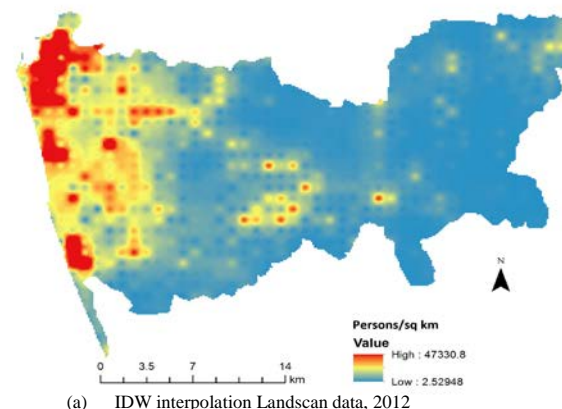 N
Persons/sq km
Value
High : 47330.8
Low : 2.52948
0 3.5 7 14
km
(a) IDW interpolation Landscan data, 2012